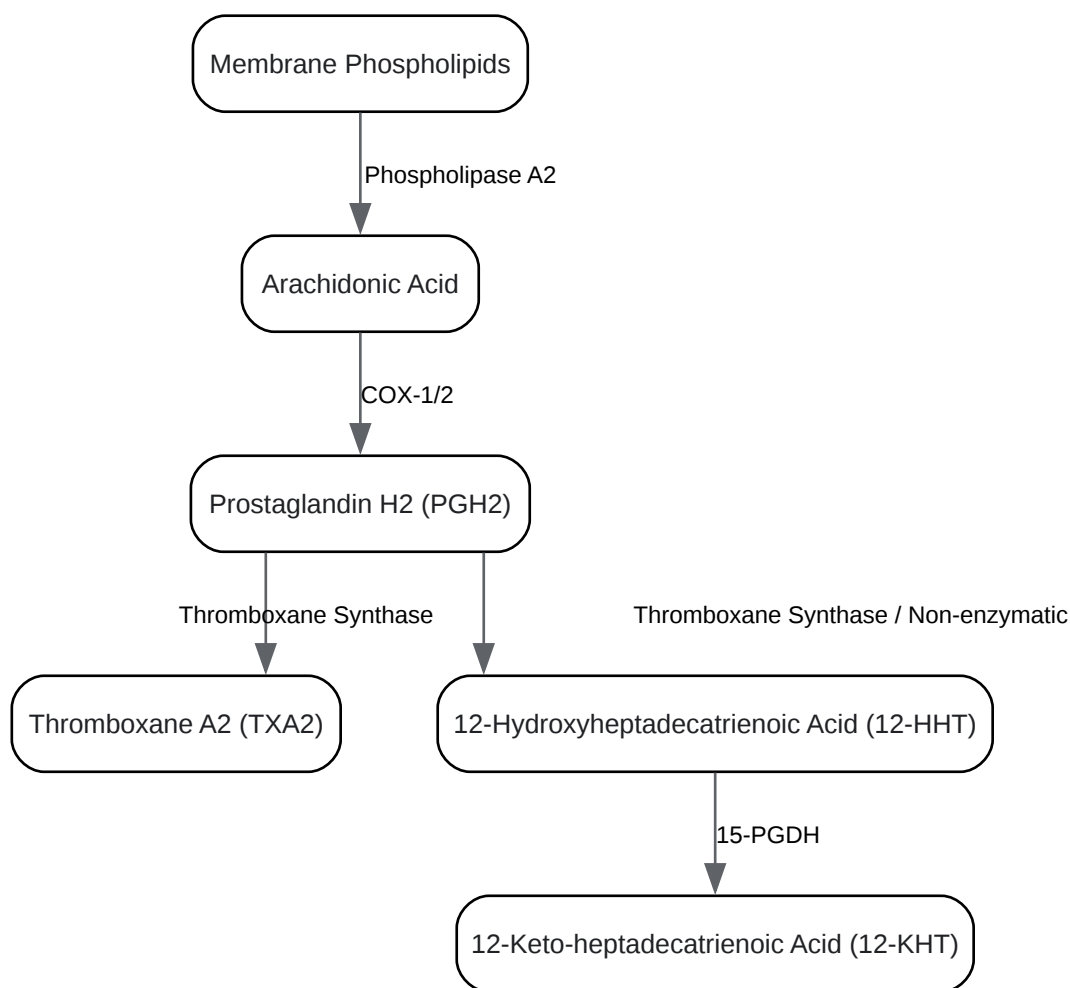 Membrane Phospholipids
Phospholipase A2
Arachidonic Acid
COX-1/2
Prostaglandin H2 (PGH2)
Thromboxane Synthase
Thromboxane Synthase / Non-enzymatic
Thromboxane A2 (TXA2)
12-Hydroxyheptadecatrienoic Acid (12-HHT)
15-PGDH
12-Keto-heptadecatrienoic Acid (12-KHT)